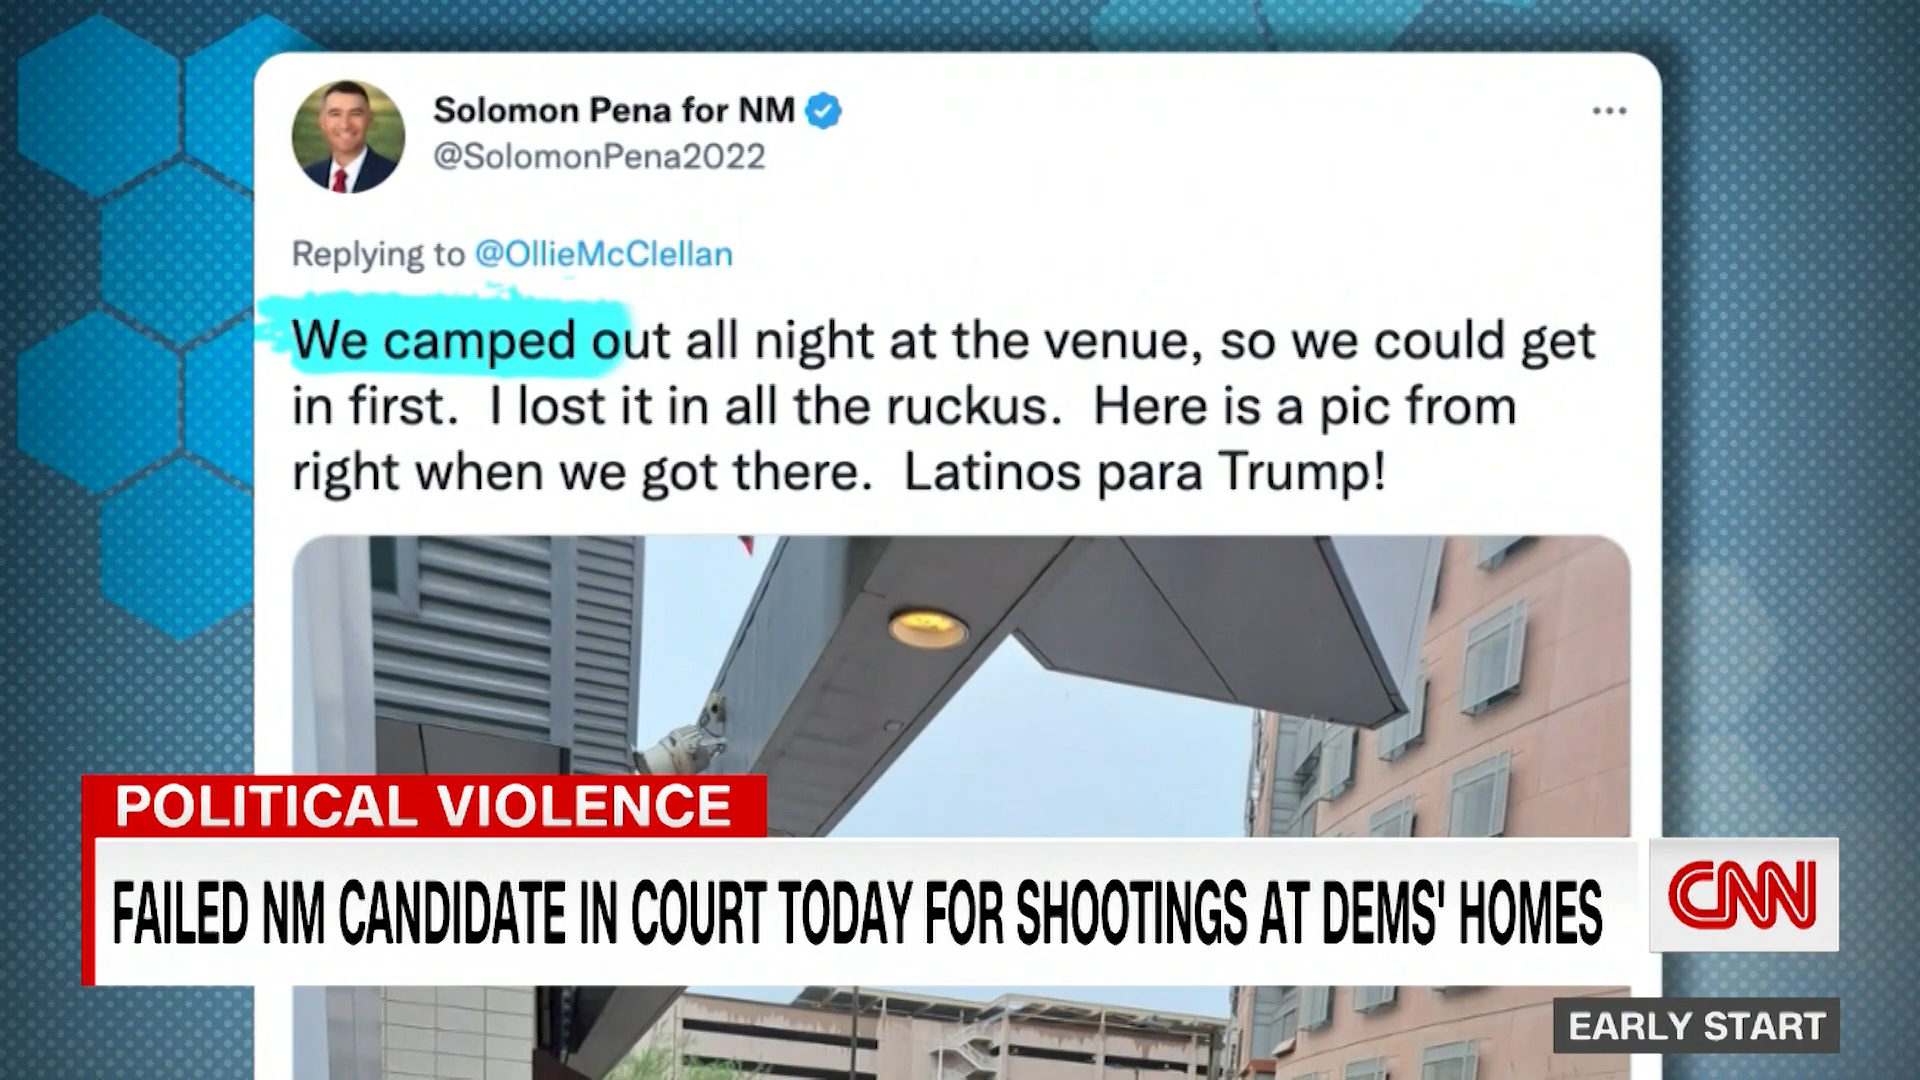 Solomon Pena for NM
@SolomonPena2022
Replying to @OllieMcClellan
We camped out all night at the venue, so we could get
in first.  I lost it in all the ruckus.  Here is a pic from
right when we got there.  Latinos para Trump!
POLITICAL VIOLENCE
FAILED NM CANDIDATE IN COURT TODAY FOR SHOOTINGS AT DEMS' HOMES
CNN
EARLY START